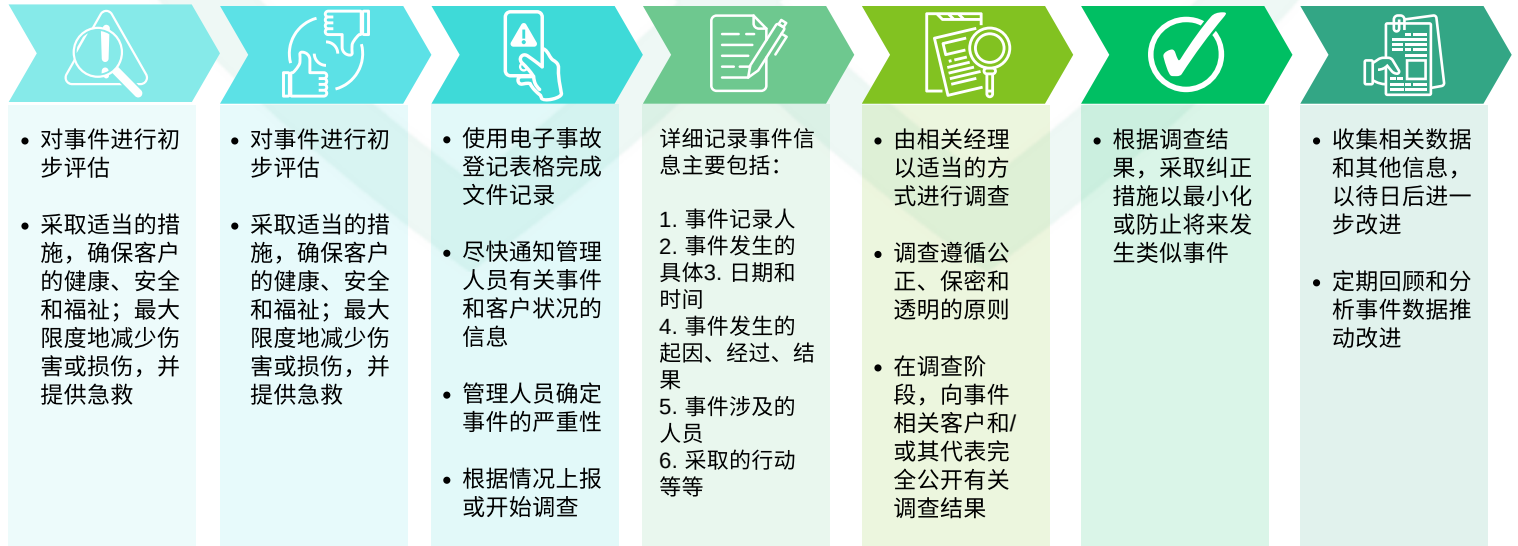 对事件进行初
步评估
采取适当的措
施，确保客户
的健康、安全
和福祉；最大
限度地减少伤
害或损伤，并
提供急救
对事件进行初
步评估
采取适当的措
施，确保客户
的健康、安全
和福祉；最大
限度地减少伤
害或损伤，并
提供急救
使用电子事故
登记表格完成
文件记录
尽快通知管理
人员有关事件
和客户状况的
信息
管理人员确定
事件的严重性
根据情况上报
或开始调查
详细记录事件信
息主要包括：
1. 事件记录人
2. 事件发生的
具体3. 日期和
时间
4. 事件发生的
起因、经过、结
果
5. 事件涉及的
人员
6. 采取的行动
等等
由相关经理
以适当的方
式进行调查
调查遵循公
正、保密和
透明的原则
在调查阶
段，向事件
相关客户和/
或其代表完
全公开有关
调查结果
根据调查结
果，采取纠正
措施以最小化
或防止将来发
生类似事件
收集相关数据
和其他信息，
以待日后进一
步改进
定期回顾和分
析事件数据推
动改进